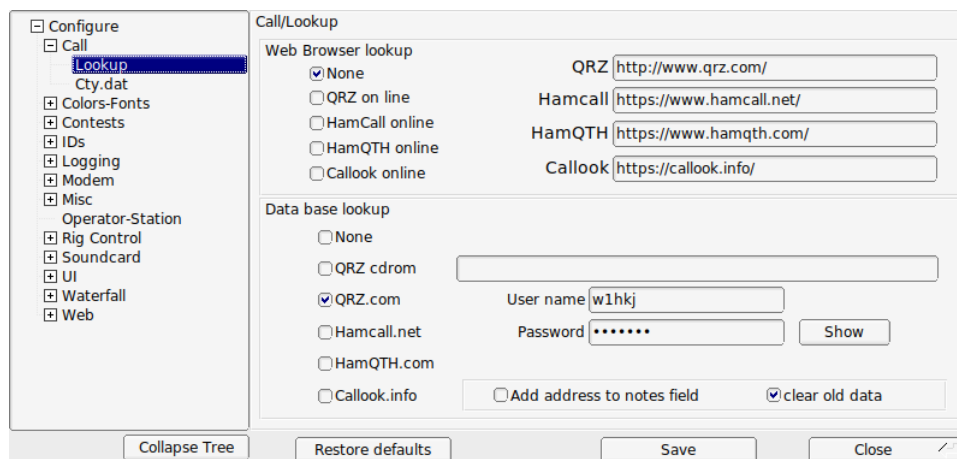 Configure
Call
Lookup
Cty.dat
Colors-Fonts
Contests
IDs
Logging
Modem
Misc
Operator-Station
Rig Control
Soundcard
UI
Waterfall
Web
Collapse Tree
Call/Lookup
Web Browser lookup
None
QRZ on line
HamCall online
HamQTH online
Callook online
QRZ http://www.qrz.com/
Hamcall https://www.hamcall.net/
HamQTH https://www.hamqth.com/
Callook https://callook.info/
Data base lookup
None
QRZ cdrom
QRZ.com User name w1hkj
Hamcall.net Password ••••••• Show
HamQTH.com
Callook.info Add address to notes field clear old data
Restore defaults Save Close